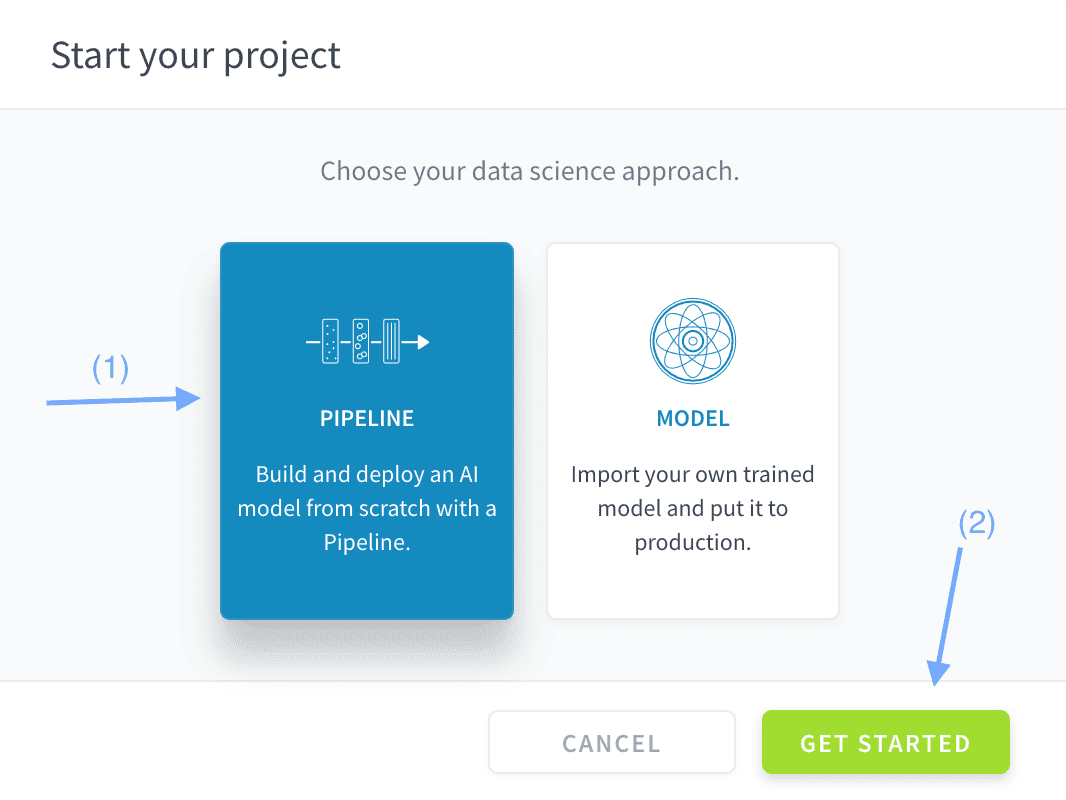 Start your project
Choose your data science approach.
(1)
PIPELINE
Build and deploy an AI
model from scratch with a
Pipeline.
MODEL
Import your own trained
model and put it to
production.
(2)
CANCEL
GET STARTED